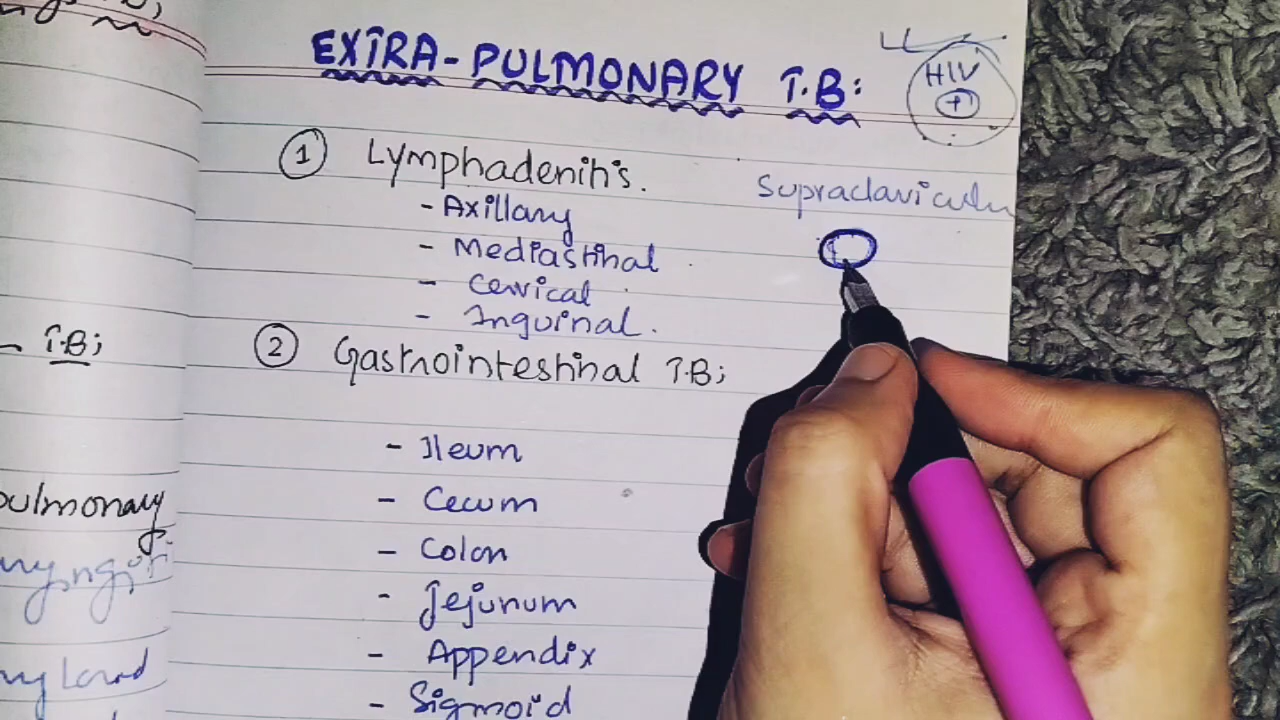 EXTRA-PULMONARY T.B:
HIV
+
① Lymphadenitis.
Supraclavicular
- Axillary
- Mediastinal
- Cervical
- Inguinal.
T.B;
② Gastrointestinal T.B;
- Ileum
- Cecum
pulmonary
- Colon
- Jejunum
- Appendix
- Sigmoid